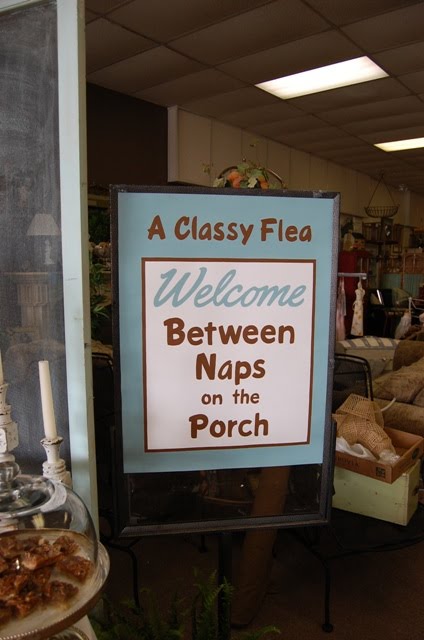 A Classy Flea
Welcome
Between
Naps
on the
Porch